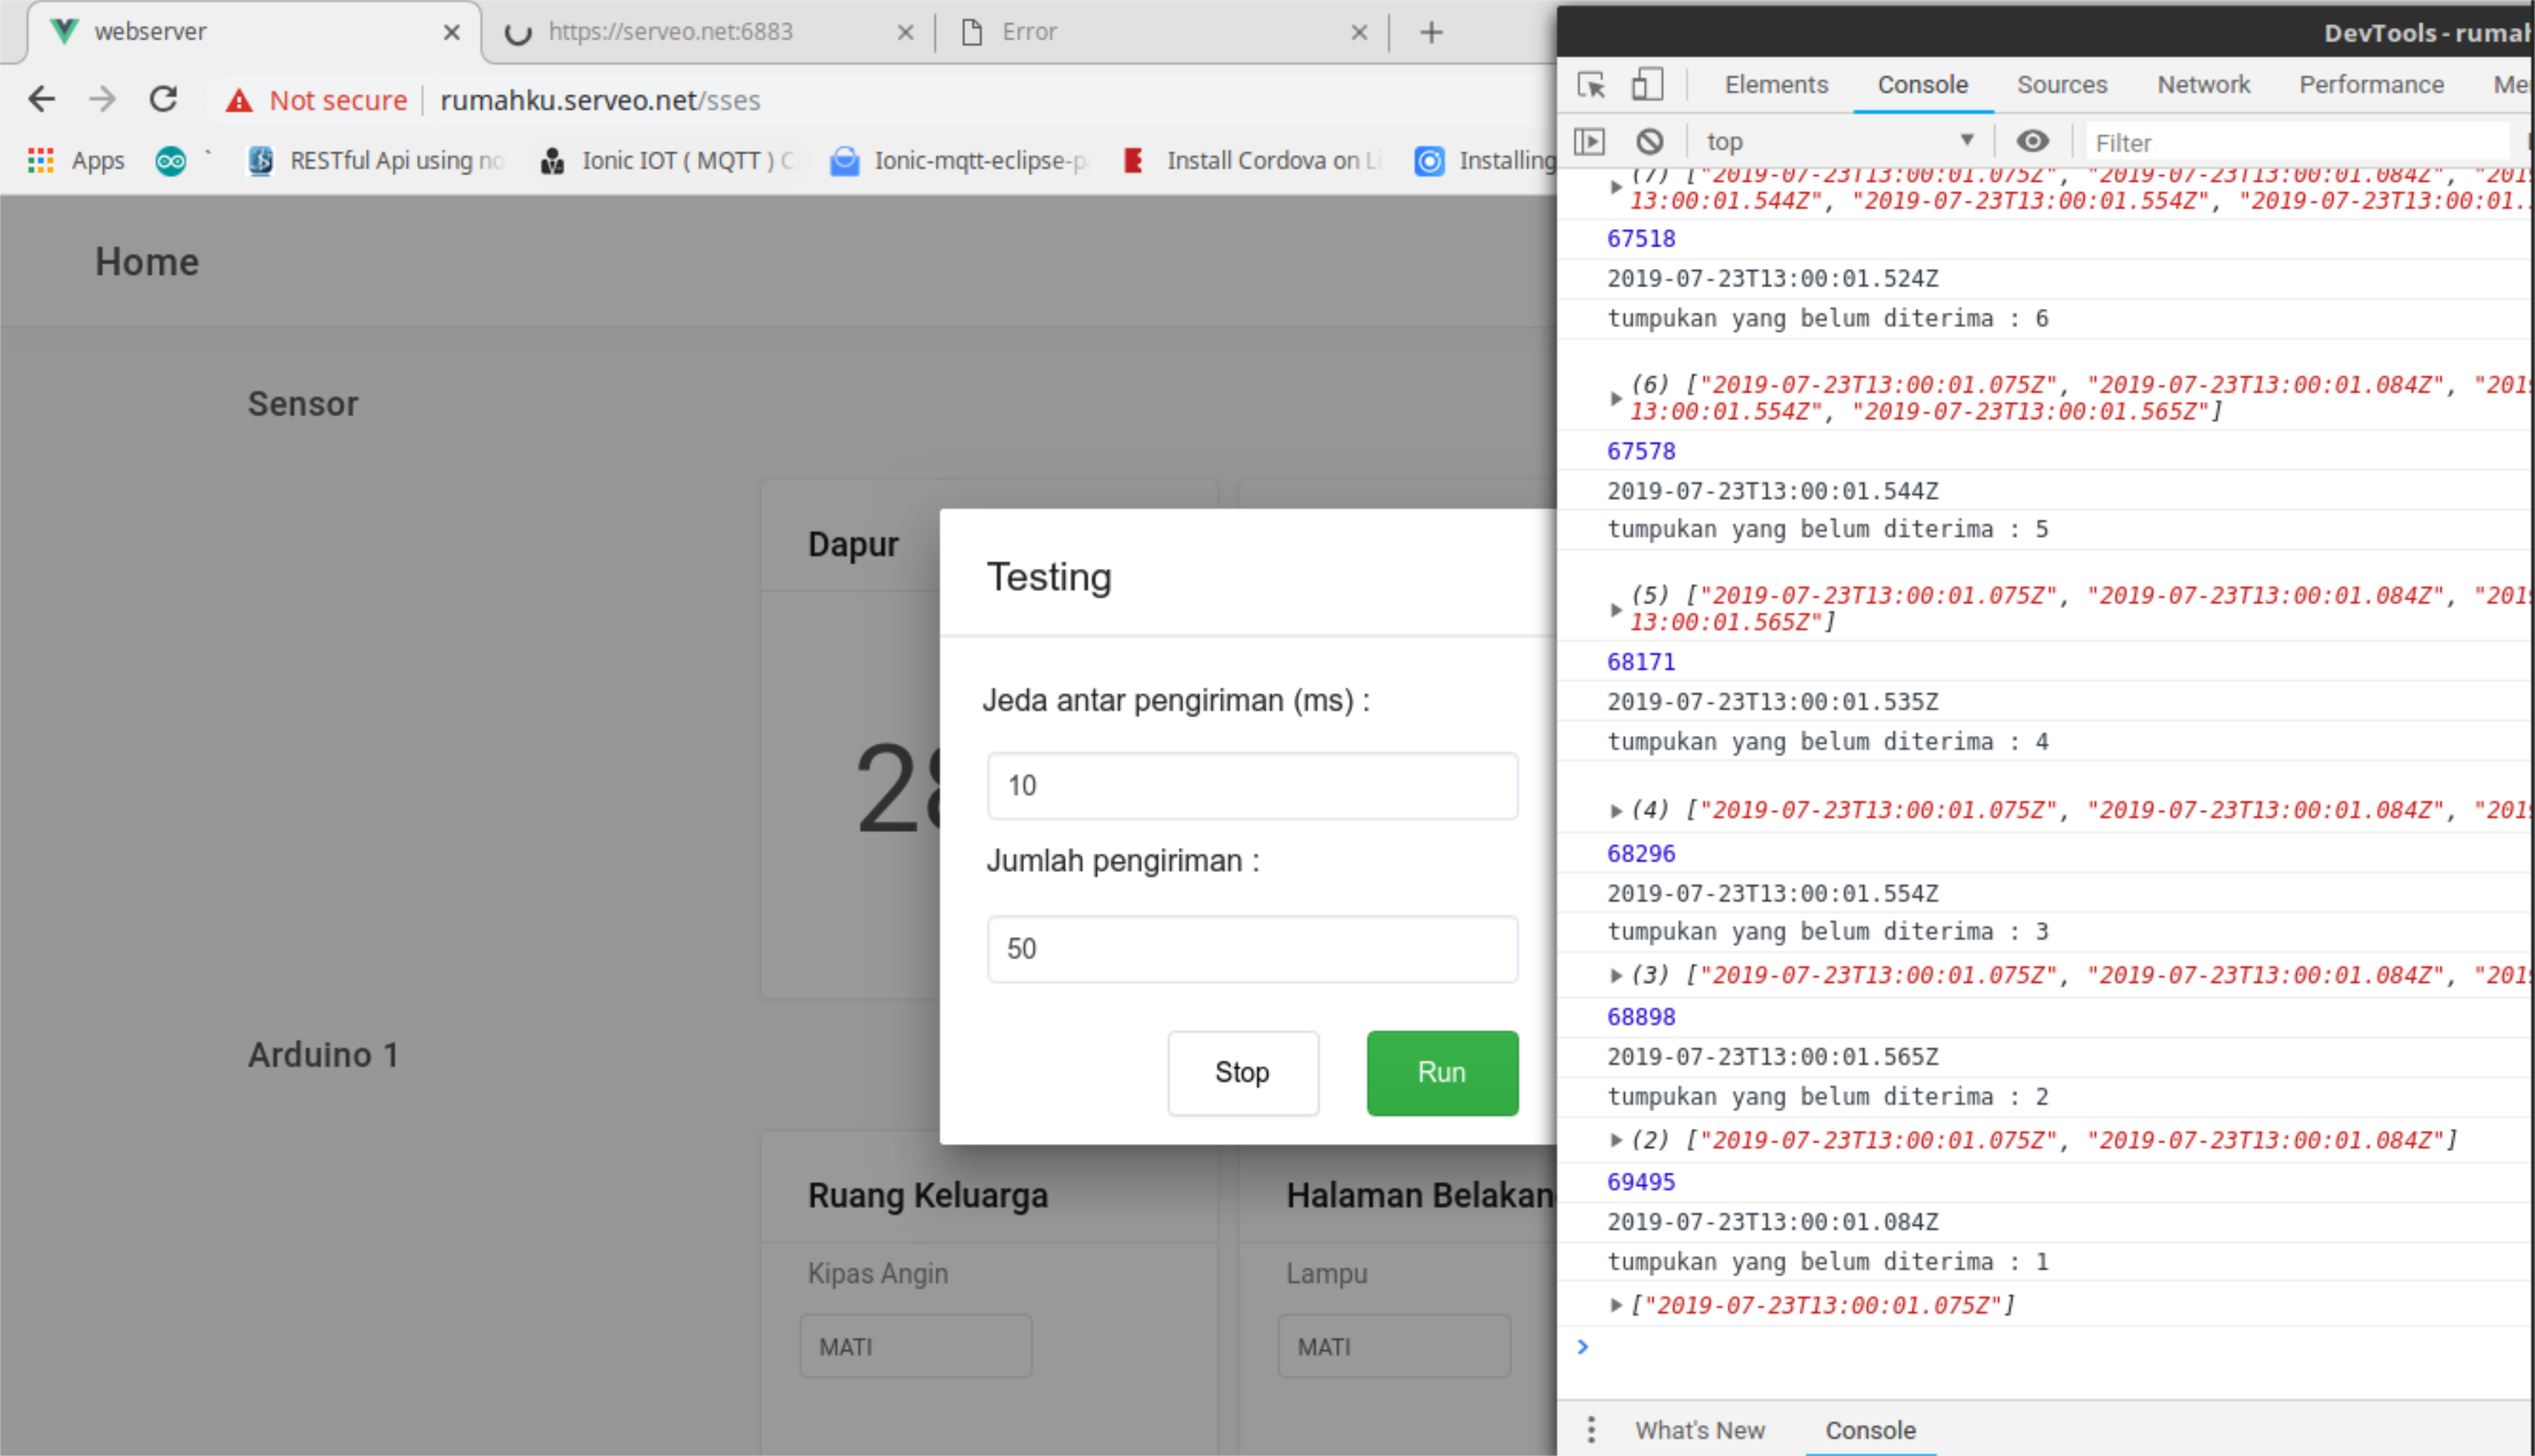 webserver
https://serveo.net:6883
Error
Not secure
rumahku.serveo.net/sses
Apps
`
RESTful Api using no
Ionic IOT ( MQTT ) C
Ionic-mqtt-eclipse-p
Install Cordova on Li
Installing
Home
Sensor
Dapur
28
Testing
Jeda antar pengiriman (ms) :
10
Jumlah pengiriman :
50
Stop
Run
Arduino 1
Ruang Keluarga
Kipas Angin
MATI
Halaman Belakan
Lampu
MATI
DevTools - rumah
Elements
Console
Sources
Network
Performance
Me
top
Filter
(7) ["2019-07-23T13:00:01.075Z", "2019-07-23T13:00:01.084Z", "201
13:00:01.544Z", "2019-07-23T13:00:01.554Z", "2019-07-23T13:00:01.
67518
2019-07-23T13:00:01.524Z
tumpukan yang belum diterima : 6
(6) ["2019-07-23T13:00:01.075Z", "2019-07-23T13:00:01.084Z", "201
13:00:01.554Z", "2019-07-23T13:00:01.565Z"]
67578
2019-07-23T13:00:01.544Z
tumpukan yang belum diterima : 5
(5) ["2019-07-23T13:00:01.075Z", "2019-07-23T13:00:01.084Z", "201
13:00:01.565Z"]
68171
2019-07-23T13:00:01.535Z
tumpukan yang belum diterima : 4
(4) ["2019-07-23T13:00:01.075Z", "2019-07-23T13:00:01.084Z", "201
68296
2019-07-23T13:00:01.554Z
tumpukan yang belum diterima : 3
(3) ["2019-07-23T13:00:01.075Z", "2019-07-23T13:00:01.084Z", "201
68898
2019-07-23T13:00:01.565Z
tumpukan yang belum diterima : 2
(2) ["2019-07-23T13:00:01.075Z", "2019-07-23T13:00:01.084Z"]
69495
2019-07-23T13:00:01.084Z
tumpukan yang belum diterima : 1
["2019-07-23T13:00:01.075Z"]
What's New
Console